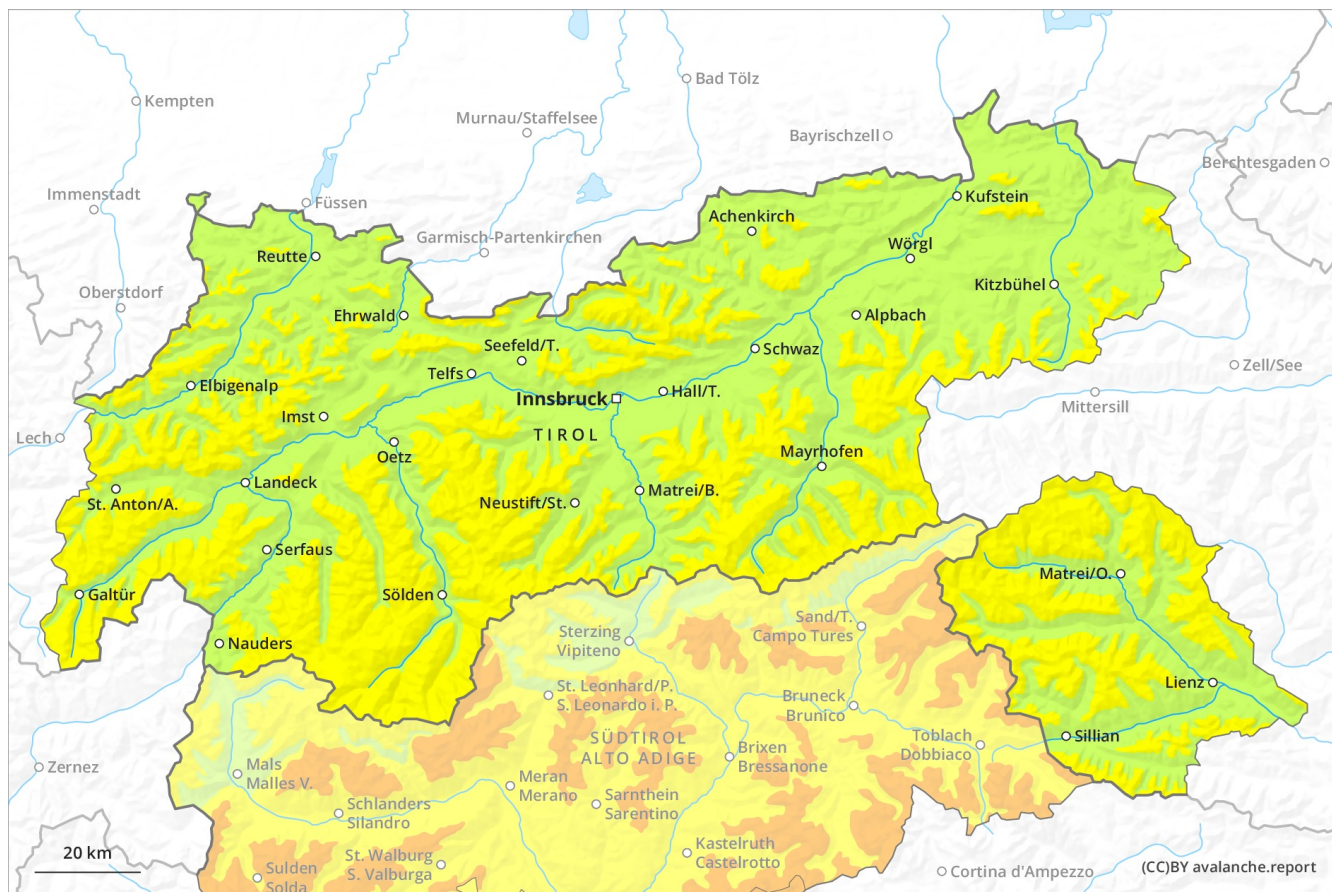 Bad Tölz
Kempten
Murnau/Staffelsee
Bayrischzell
Berchtesgaden
Immenstadt
Füssen
Kufstein
Achenkirch
Garmisch-Partenkirchen
Wörgl
Reutte
Kitzbühel
Oberstdorf
Ehrwald
Alpbach
Seefeld/T.
Schwaz
Zell/See
Telfs
Elbigenalp
Hall/T.
Innsbruck
Mittersill
Imst
TIROL
Lech
Mayrhofen
Oetz
Landeck
Matrei/B.
St. Anton/A.
Neustift/St.
Serfaus
Matrei/O.
Galtür
Sölden
Sand/T.
Campo Tures
Sterzing
Vipiteno
Nauders
Lienz
St. Leonhard/P.
S. Leonardo i. P.
Bruneck
Brunico
SÜDTIROL
ALTO ADIGE
Sillian
Toblach
Dobbiaco
Brixen
Bressanone
Zernez
Mals
Malles V.
Meran
Merano
Sarnthein
Sarentino
Schlanders
Silandro
20 km
Kastelruth
Castelrotto
St. Walburg
S. Valburga
Sulden
Solda
Cortina d'Ampezzo
(CC)BY avalanche.report